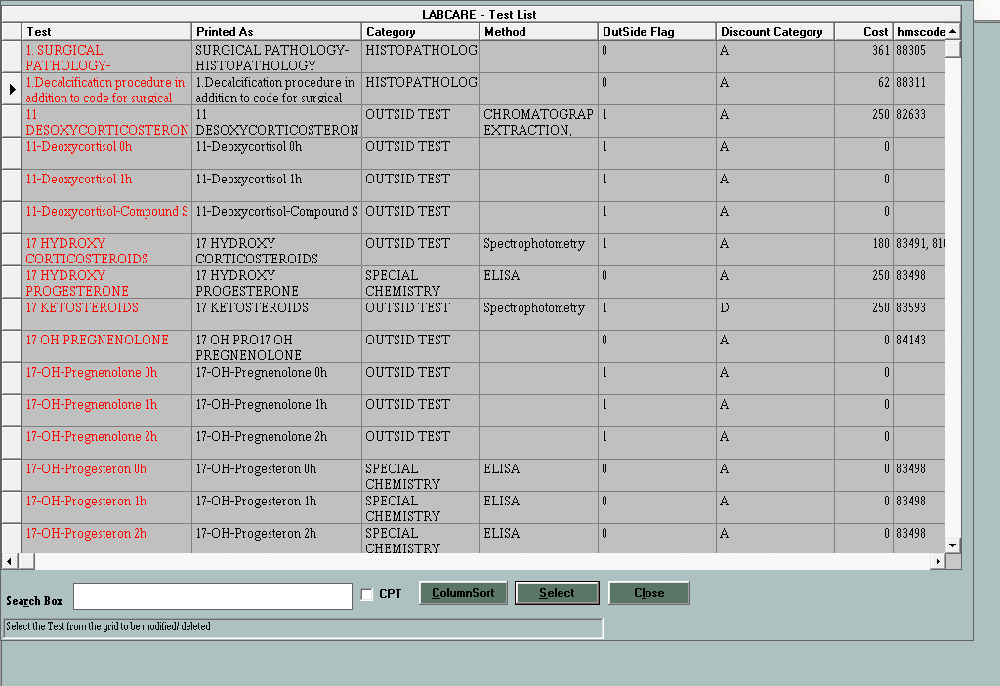 LABCARE - Test List
Test Printed As Category Method OutSide Flag Discount Category Cost hmscode
1. SURGICAL SURGICAL PATHOLOGY- HISTOPATHOLOG 0 A 361 88305
PATHOLOGY- HISTOPATHOLOGY
1.Decalcification procedure in 1.Decalcification procedure in HISTOPATHOLOG 0 A 62 88311
addition to code for surgical addition to code for surgical
11 11 OUTSID TEST CHROMATOGRAP 1 A 250 82633
DESOXYCORTICOSTERON DESOXYCORTICOSTERON EXTRACTION,
11-Deoxycortisol 0h 11-Deoxycortisol 0h OUTSID TEST 1 A 0
11-Deoxycortisol 1h 11-Deoxycortisol 1h OUTSID TEST 1 A 0
11-Deoxycortisol-Compound S 11-Deoxycortisol-Compound S OUTSID TEST 1 A 0
17 HYDROXY 17 HYDROXY OUTSID TEST Spectrophotometry 1 A 180 83491, 810
CORTICOSTEROIDS CORTICOSTEROIDS
17 HYDROXY 17 HYDROXY SPECIAL ELISA 0 A 250 83498
PROGESTERONE PROGESTERONE CHEMISTRY
17 KETOSTEROIDS 17 KETOSTEROIDS OUTSID TEST Spectrophotometry 1 D 250 83593
17 OH PREGNENOLONE 17 OH PRO17 OH OUTSID TEST 0 A 0 84143
PREGNENOLONE
17-OH-Pregnenolone 0h 17-OH-Pregnenolone 0h OUTSID TEST 1 A 0
17-OH-Pregnenolone 1h 17-OH-Pregnenolone 1h OUTSID TEST 1 A 0
17-OH-Pregnenolone 2h 17-OH-Pregnenolone 2h OUTSID TEST 1 A 0
17-OH-Progesteron 0h 17-OH-Progesteron 0h SPECIAL ELISA 0 A 0 83498
CHEMISTRY
17-OH-Progesteron 1h 17-OH-Progesteron 1h SPECIAL ELISA 0 A 0 83498
CHEMISTRY
17-OH-Progesteron 2h 17-OH-Progesteron 2h SPECIAL ELISA 0 A 0 83498
CHEMISTRY
Search Box CPT ColumnSort Select Close
Select the Test from the grid to be modified/ deleted